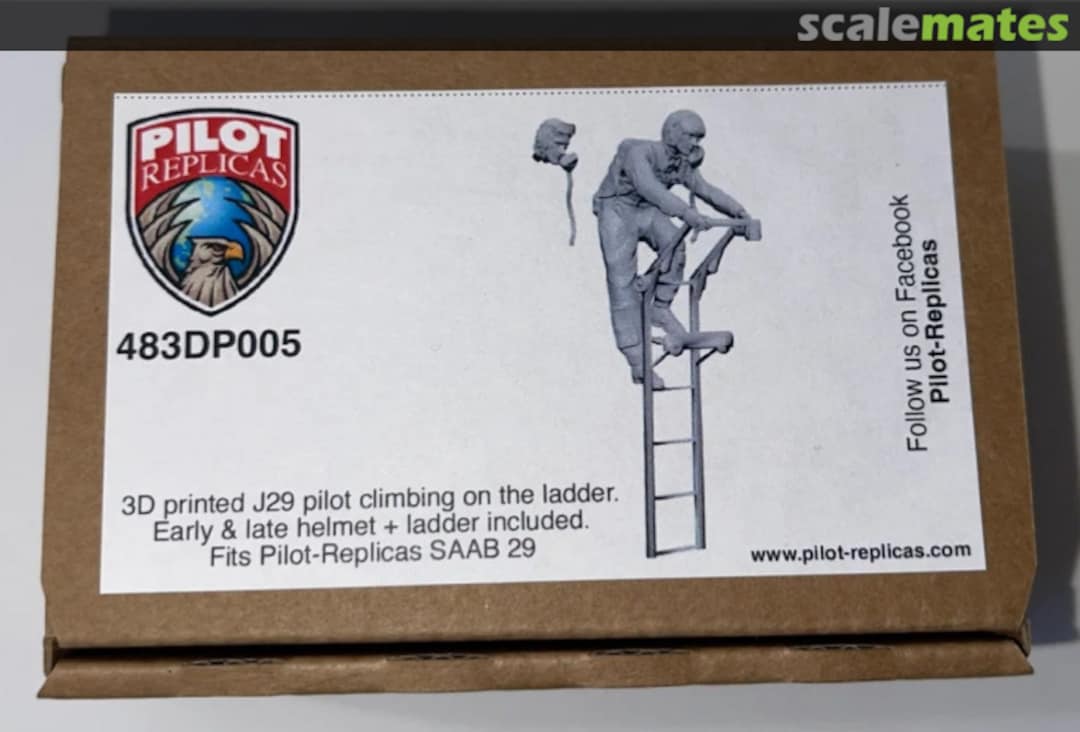 scalemates
PILOT
REPLICAS
483DP005
3D printed J29 pilot climbing on the ladder.
Early & late helmet + ladder included.
Fits Pilot-Replicas SAAB 29
www.pilot-replicas.com
Follow us on Facebook
Pilot-Replicas